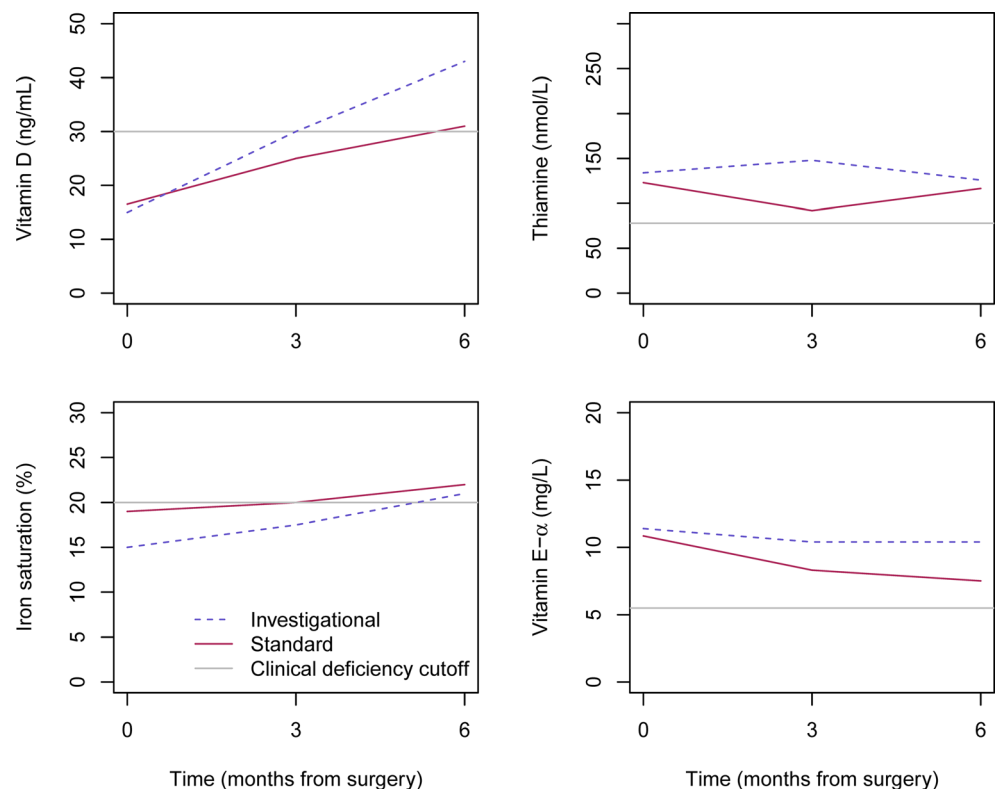 Vitamin D (ng/mL)
50
40
30
20
10
0
0 3 6
Thiamine (nmol/L)
250
150
50
0
0 3 6
Iron saturation (%)
30
25
20
15
10
5
0
Investigational
Standard
Clinical deficiency cutoff
0 3 6
Time (months from surgery)
Vitamin E−α (mg/L)
20
15
10
5
0
0 3 6
Time (months from surgery)